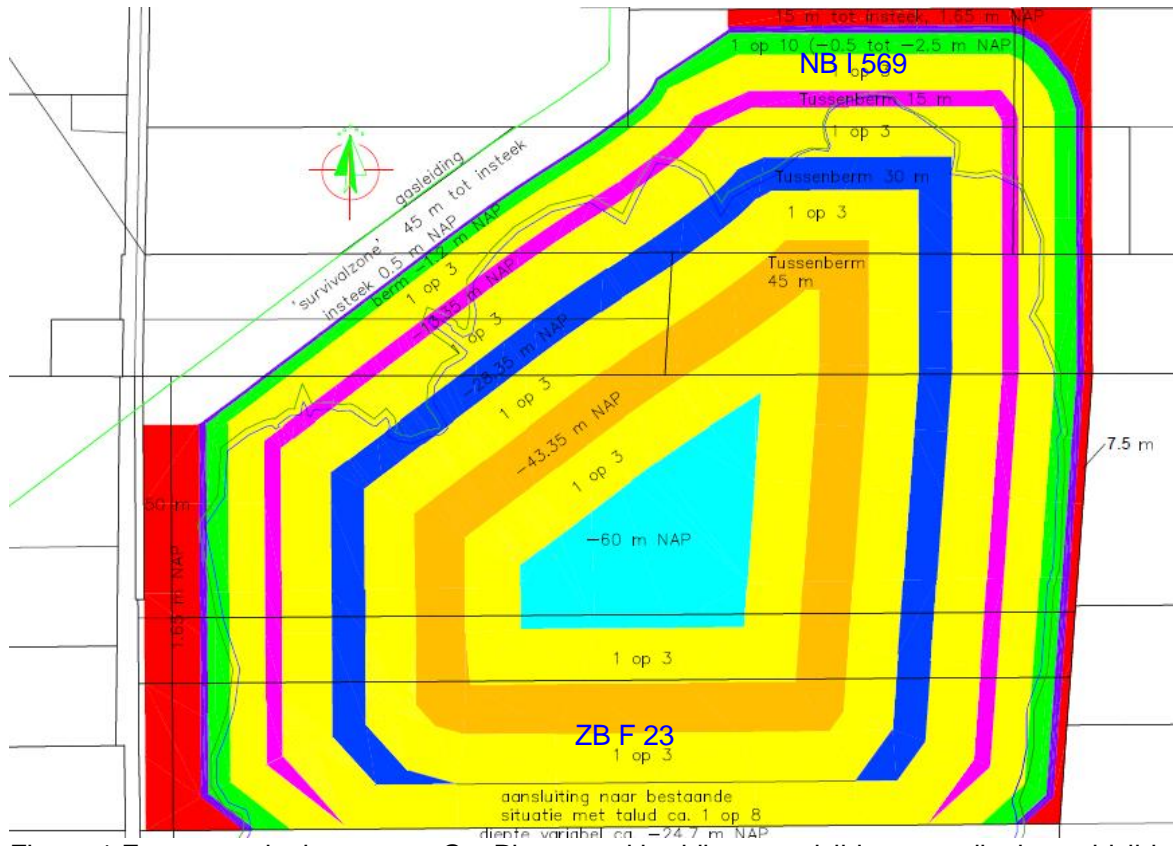 15 m tot insteek, 1.65 m NAP
1 op 10 (-0.5 tot -2.5 m NAP
NB I 569
1 op 3
Tussenberm 15 m
1 op 3
Tussenberm 30 m
1 op 3
Tussenberm
45 m
gasleiding
'survivalzone' 45 m tot insteek
insteek 0.5 m NAP
berm -1.2 m NAP
1 op 3
-13.35 m NAP
1 op 3
-28.35 m NAP
1 op 3
-43.35 m NAP
1 op 3
-60 m NAP
7.5 m
50 m
1.65 m NAP
1 op 3
ZB F 23
1 op 3
aansluiting naar bestaande
situatie met talud ca. 1 op 8
diepte variabel ca. -24.7 m NAP